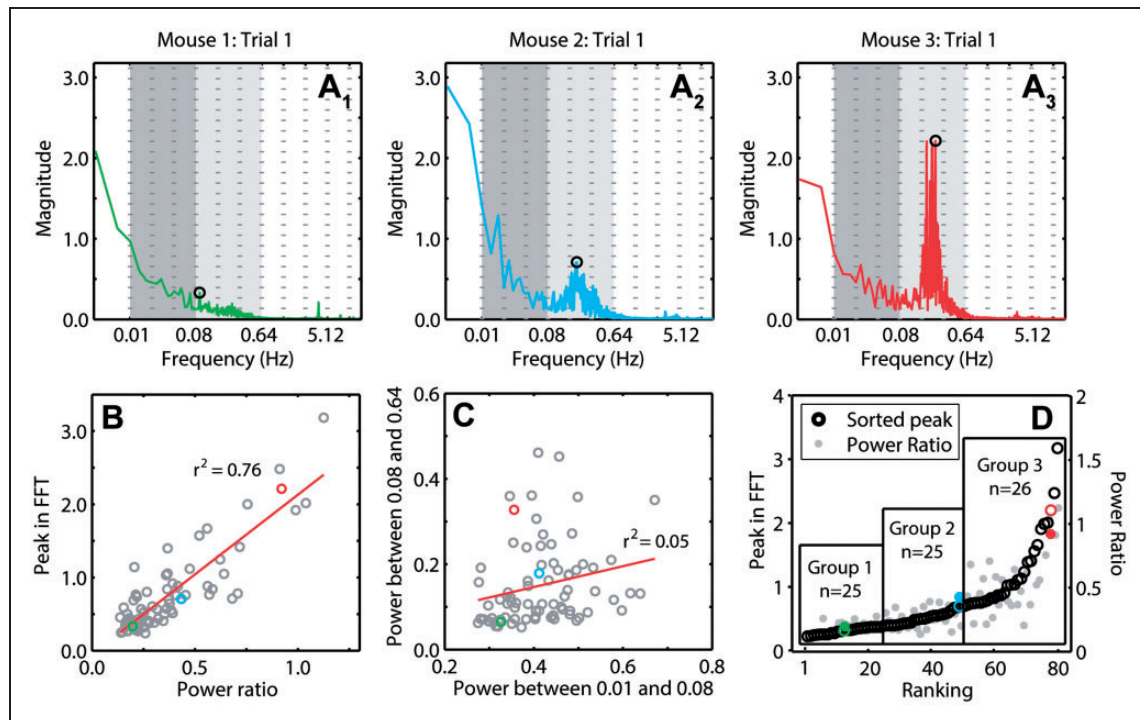 Mouse 1: Trial 1
Mouse 2: Trial 1
Mouse 3: Trial 1
A1
3.0
2.0
1.0
0.0
Magnitude
0.01 0.08 0.64 5.12
Frequency (Hz)
A2
3.0
2.0
1.0
0.0
Magnitude
0.01 0.08 0.64 5.12
Frequency (Hz)
A3
3.0
2.0
1.0
0.0
Magnitude
0.01 0.08 0.64 5.12
Frequency (Hz)
B
r² = 0.76
3.0
2.0
1.0
0.0
Peak in FFT
0.0 0.5 1.0
Power ratio
C
r² = 0.05
0.6
0.4
0.2
0.0
Power between 0.08 and 0.64
0.2 0.4 0.6 0.8
Power between 0.01 and 0.08
D
Sorted peak
Power Ratio
Group 1
n=25
Group 2
n=25
Group 3
n=26
4
3
2
1
0
Peak in FFT
2
1.5
1
0.5
0
Power Ratio
1 20 40 60 80
Ranking